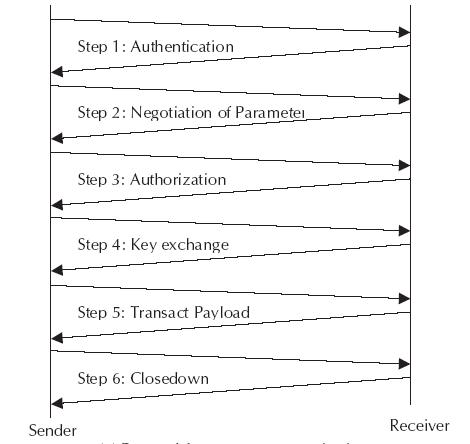 Step 1: Authentication
Step 2: Negotiation of Parameter
Step 3: Authorization
Step 4: Key exchange
Step 5: Transact Payload
Step 6: Closedown
Sender
Receiver